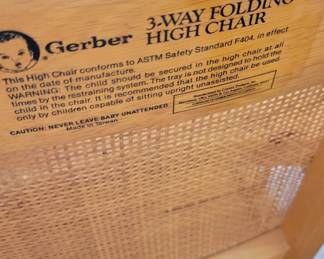 Gerber
3-WAY FOLDING
HIGH CHAIR
This High Chair conforms to ASTM Safety Standard F404, in effect
on the date of manufacture.
WARNING: The child should be secured in the high chair at all
times by the restraining system. The tray is not designed to hold the
child in the chair. It is recommended that the high chair be used
only by children capable of sitting upright unassisted.
CAUTION: NEVER LEAVE BABY UNATTENDED
Made in Taiwan